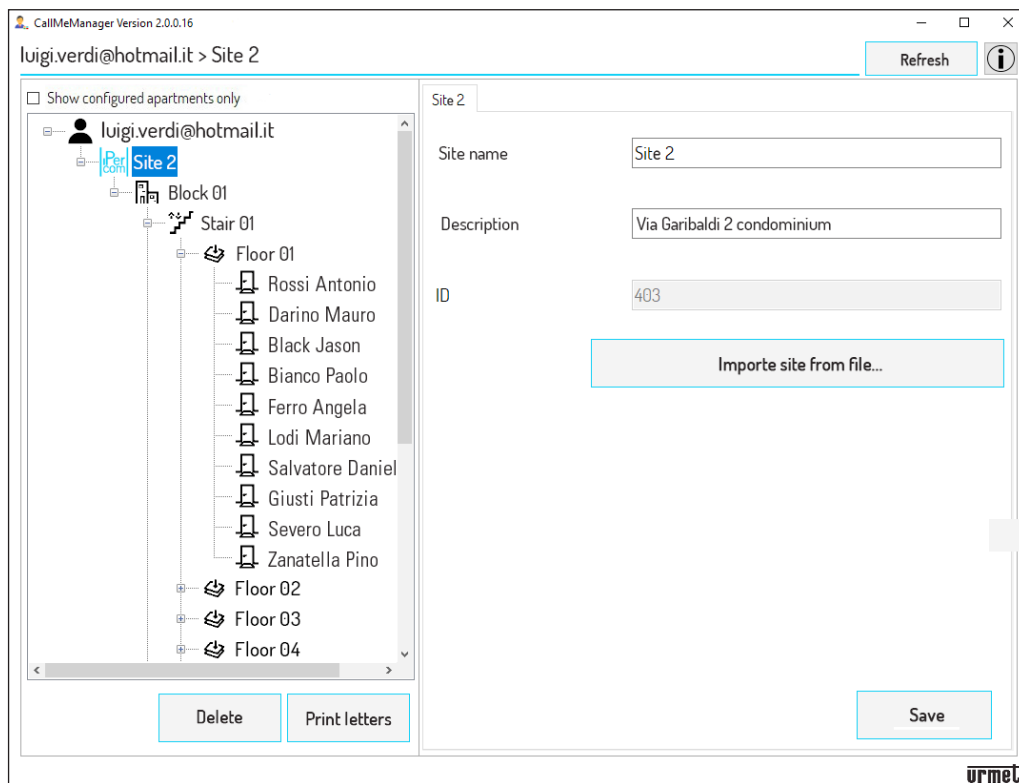 CallMeManager Version 2.0.0.16
luigi.verdi@hotmail.it > Site 2
Refresh
Show configured apartments only
luigi.verdi@hotmail.it
iPercom
Site 2
Block 01
Stair 01
Floor 01
Rossi Antonio
Darino Mauro
Black Jason
Bianco Paolo
Ferro Angela
Lodi Mariano
Salvatore Daniel
Giusti Patrizia
Severo Luca
Zanatella Pino
Floor 02
Floor 03
Floor 04
Delete
Print letters
Site 2
Site name
Site 2
Description
Via Garibaldi 2 condominium
ID
403
Importe site from file...
Save
urmet